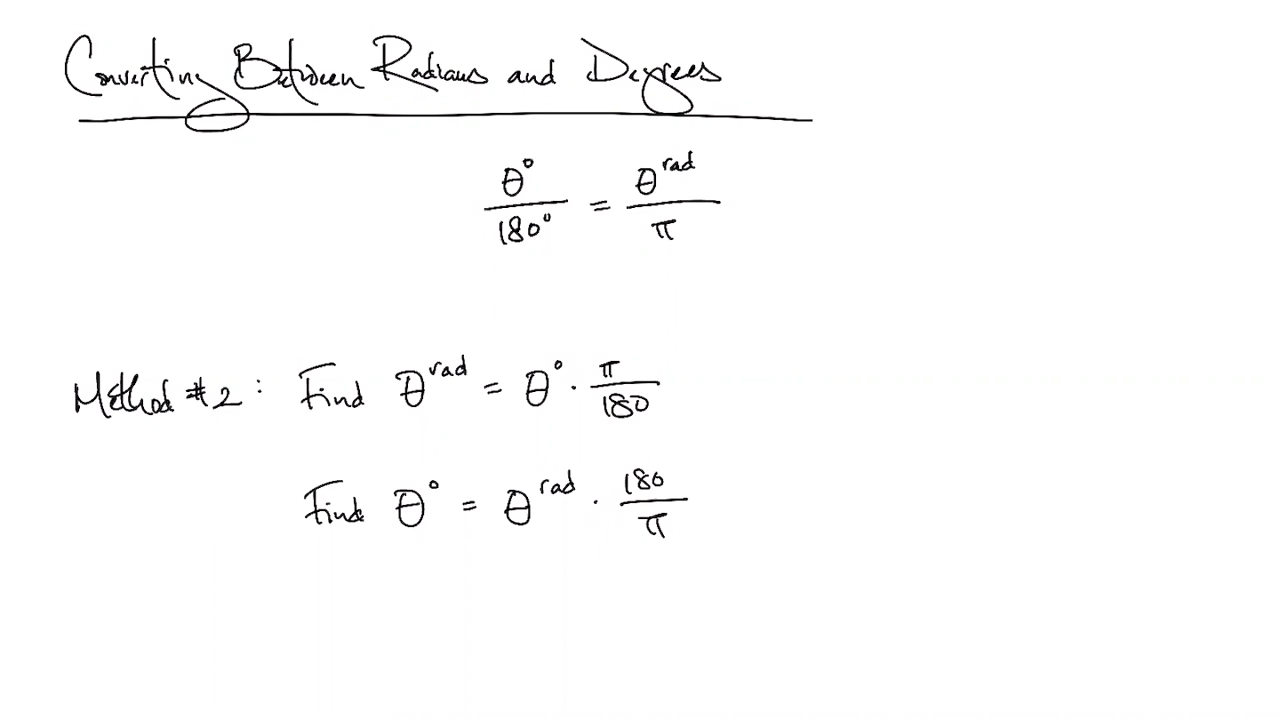 Converting Between Radians and Degrees
θ° / 180° = θ^rad / π
Method #2: Find θ^rad = θ° · π / 180
Find θ° = θ^rad · 180 / π